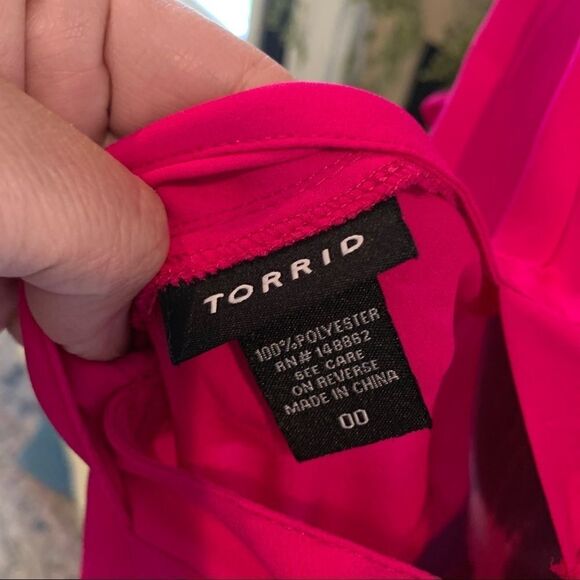 TORRID
100% POLYESTER
RN# 148862
SEE CARE
ON REVERSE
MADE IN CHINA
00